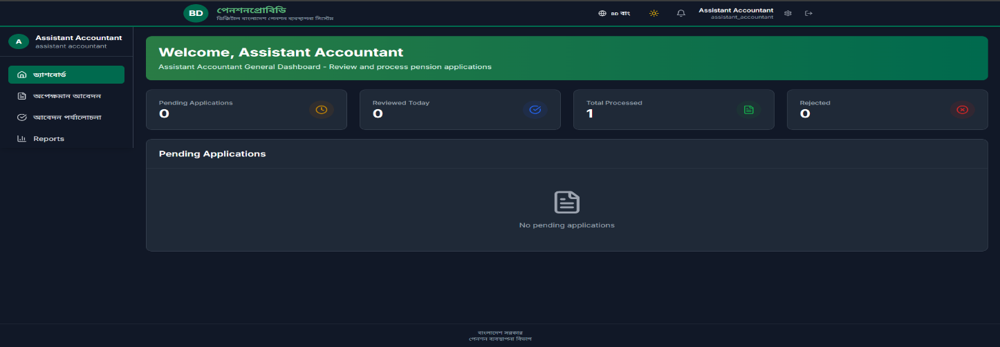 BD
পেনশনপ্রোবিডি
ডিজিটাল বাংলাদেশ পেনশন ব্যবস্থাপনা সিস্টেম
BD বাং
Assistant Accountant
assistant_accountant
A
Assistant Accountant
assistant accountant
ড্যাশবোর্ড
অপেক্ষমান আবেদন
আবেদন পর্যালোচনা
Reports
Welcome, Assistant Accountant
Assistant Accountant General Dashboard - Review and process pension applications
Pending Applications
0
Reviewed Today
0
Total Processed
1
Rejected
0
Pending Applications
No pending applications
বাংলাদেশ সরকার
পেনশন ব্যবস্থাপনা বিভাগ